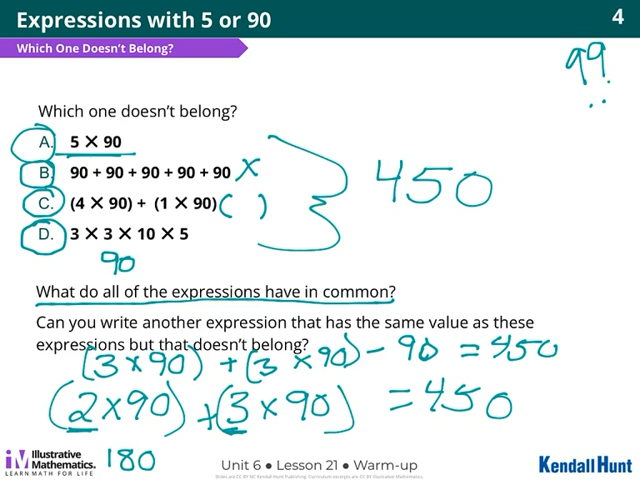 Expressions with 5 or 90
4
Which One Doesn't Belong?
99
Which one doesn't belong?
A. 5 × 90
B. 90 + 90 + 90 + 90 + 90 ×
C. (4 × 90) + (1 × 90) ( )
450
D. 3 × 3 × 10 × 5
90
What do all of the expressions have in common?
Can you write another expression that has the same value as these
expressions but that doesn't belong?
(3 × 90) + (3 × 90) - 90 = 450
(2 × 90) + (3 × 90) = 450
180
iM Illustrative
Mathematics.
LEARN MATH FOR LIFE
Unit 6 ● Lesson 21 ● Warm-up
Kendall Hunt